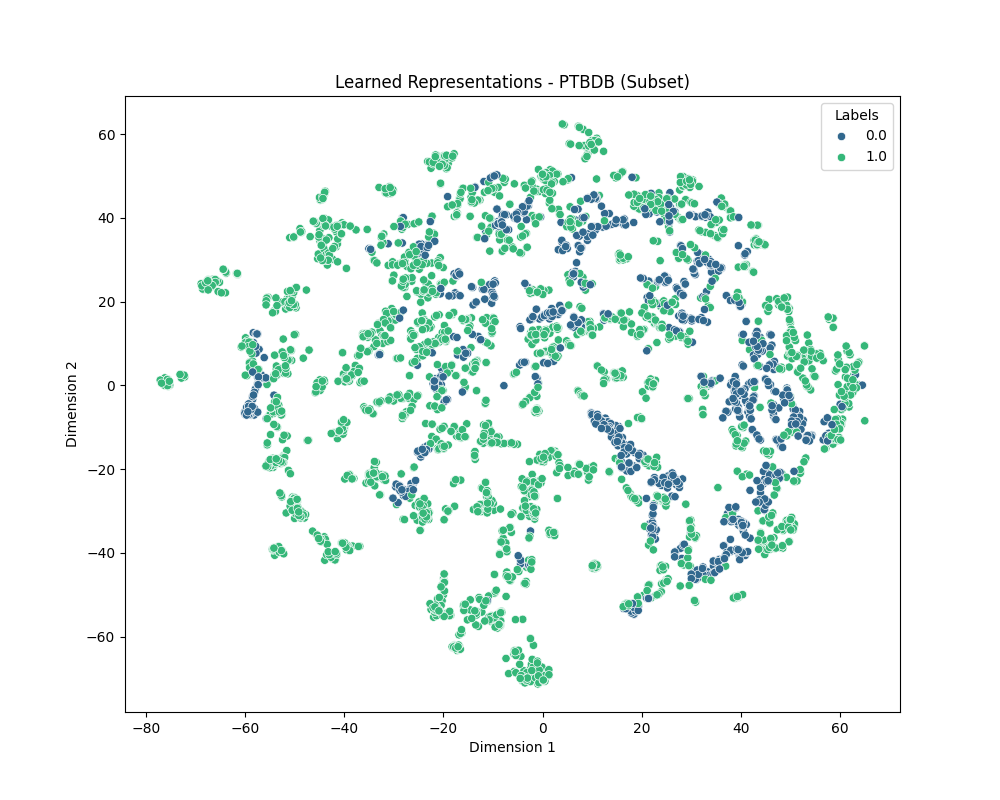 Learned Representations - PTBDB (Subset)
Labels
0.0
1.0
60
40
20
0
−20
−40
−60
Dimension 2
−80 −60 −40 −20 0 20 40 60
Dimension 1